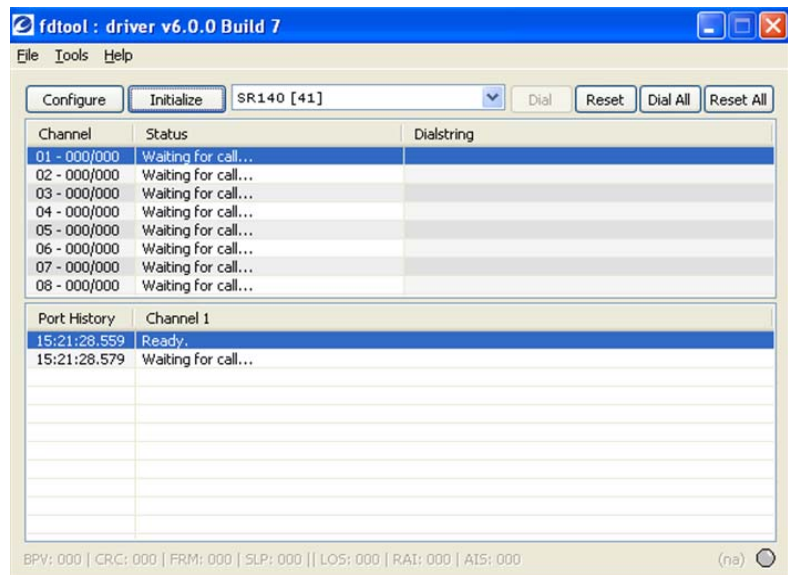 fdtool : driver v6.0.0 Build 7
File Tools Help
Configure Initialize SR140 [41] Dial Reset Dial All Reset All
Channel Status Dialstring
01 - 000/000 Waiting for call...
02 - 000/000 Waiting for call...
03 - 000/000 Waiting for call...
04 - 000/000 Waiting for call...
05 - 000/000 Waiting for call...
06 - 000/000 Waiting for call...
07 - 000/000 Waiting for call...
08 - 000/000 Waiting for call...
Port History Channel 1
15:21:28.559 Ready.
15:21:28.579 Waiting for call...
BPV: 000 | CRC: 000 | FRM: 000 | SLP: 000 || LOS: 000 | RAI: 000 | AIS: 000 (na)